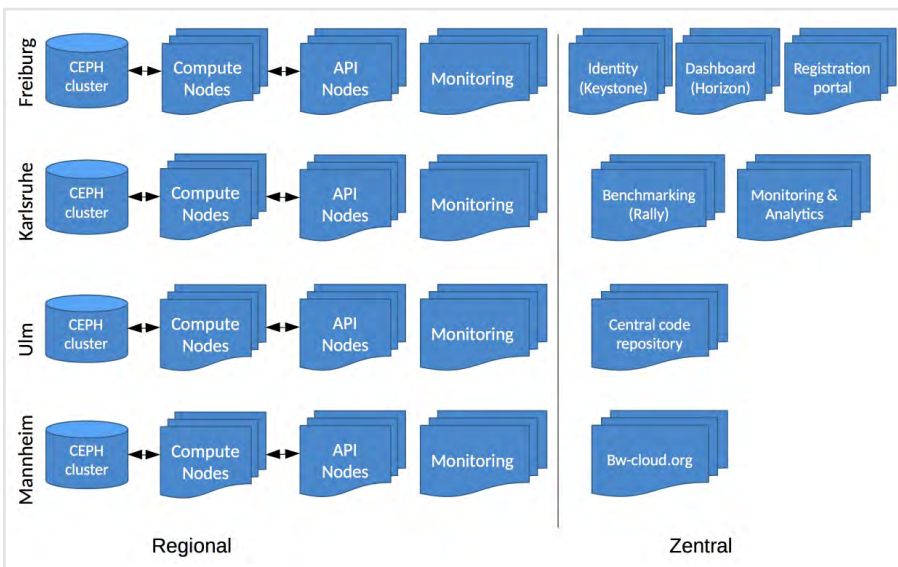 Freiburg
CEPH
cluster
Compute
Nodes
API
Nodes
Monitoring
Identity
(Keystone)
Dashboard
(Horizon)
Registration
portal
Karlsruhe
CEPH
cluster
Compute
Nodes
API
Nodes
Monitoring
Benchmarking
(Rally)
Monitoring &
Analytics
Ulm
CEPH
cluster
Compute
Nodes
API
Nodes
Monitoring
Central code
repository
Mannheim
CEPH
cluster
Compute
Nodes
API
Nodes
Monitoring
Bw-cloud.org
Regional
Zentral